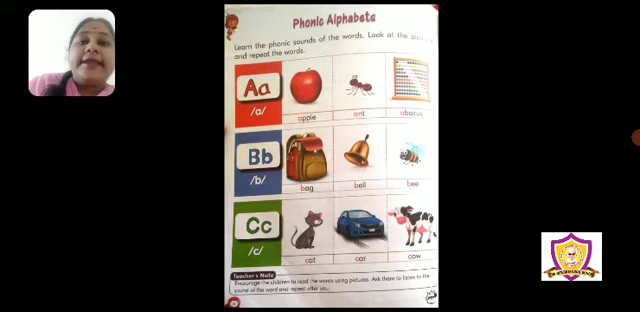 Phonic Alphabets
Learn the phonic sounds of the words. Look at the
and repeat the words.
Aa
/a/
apple
ant
abacus
Bb
/b/
bag
bell
bee
Cc
/c/
cat
car
cow
Teacher's Note
Encourage the children to read the words using pictures. Ask them to listen to the
sound of the word and repeat after you.